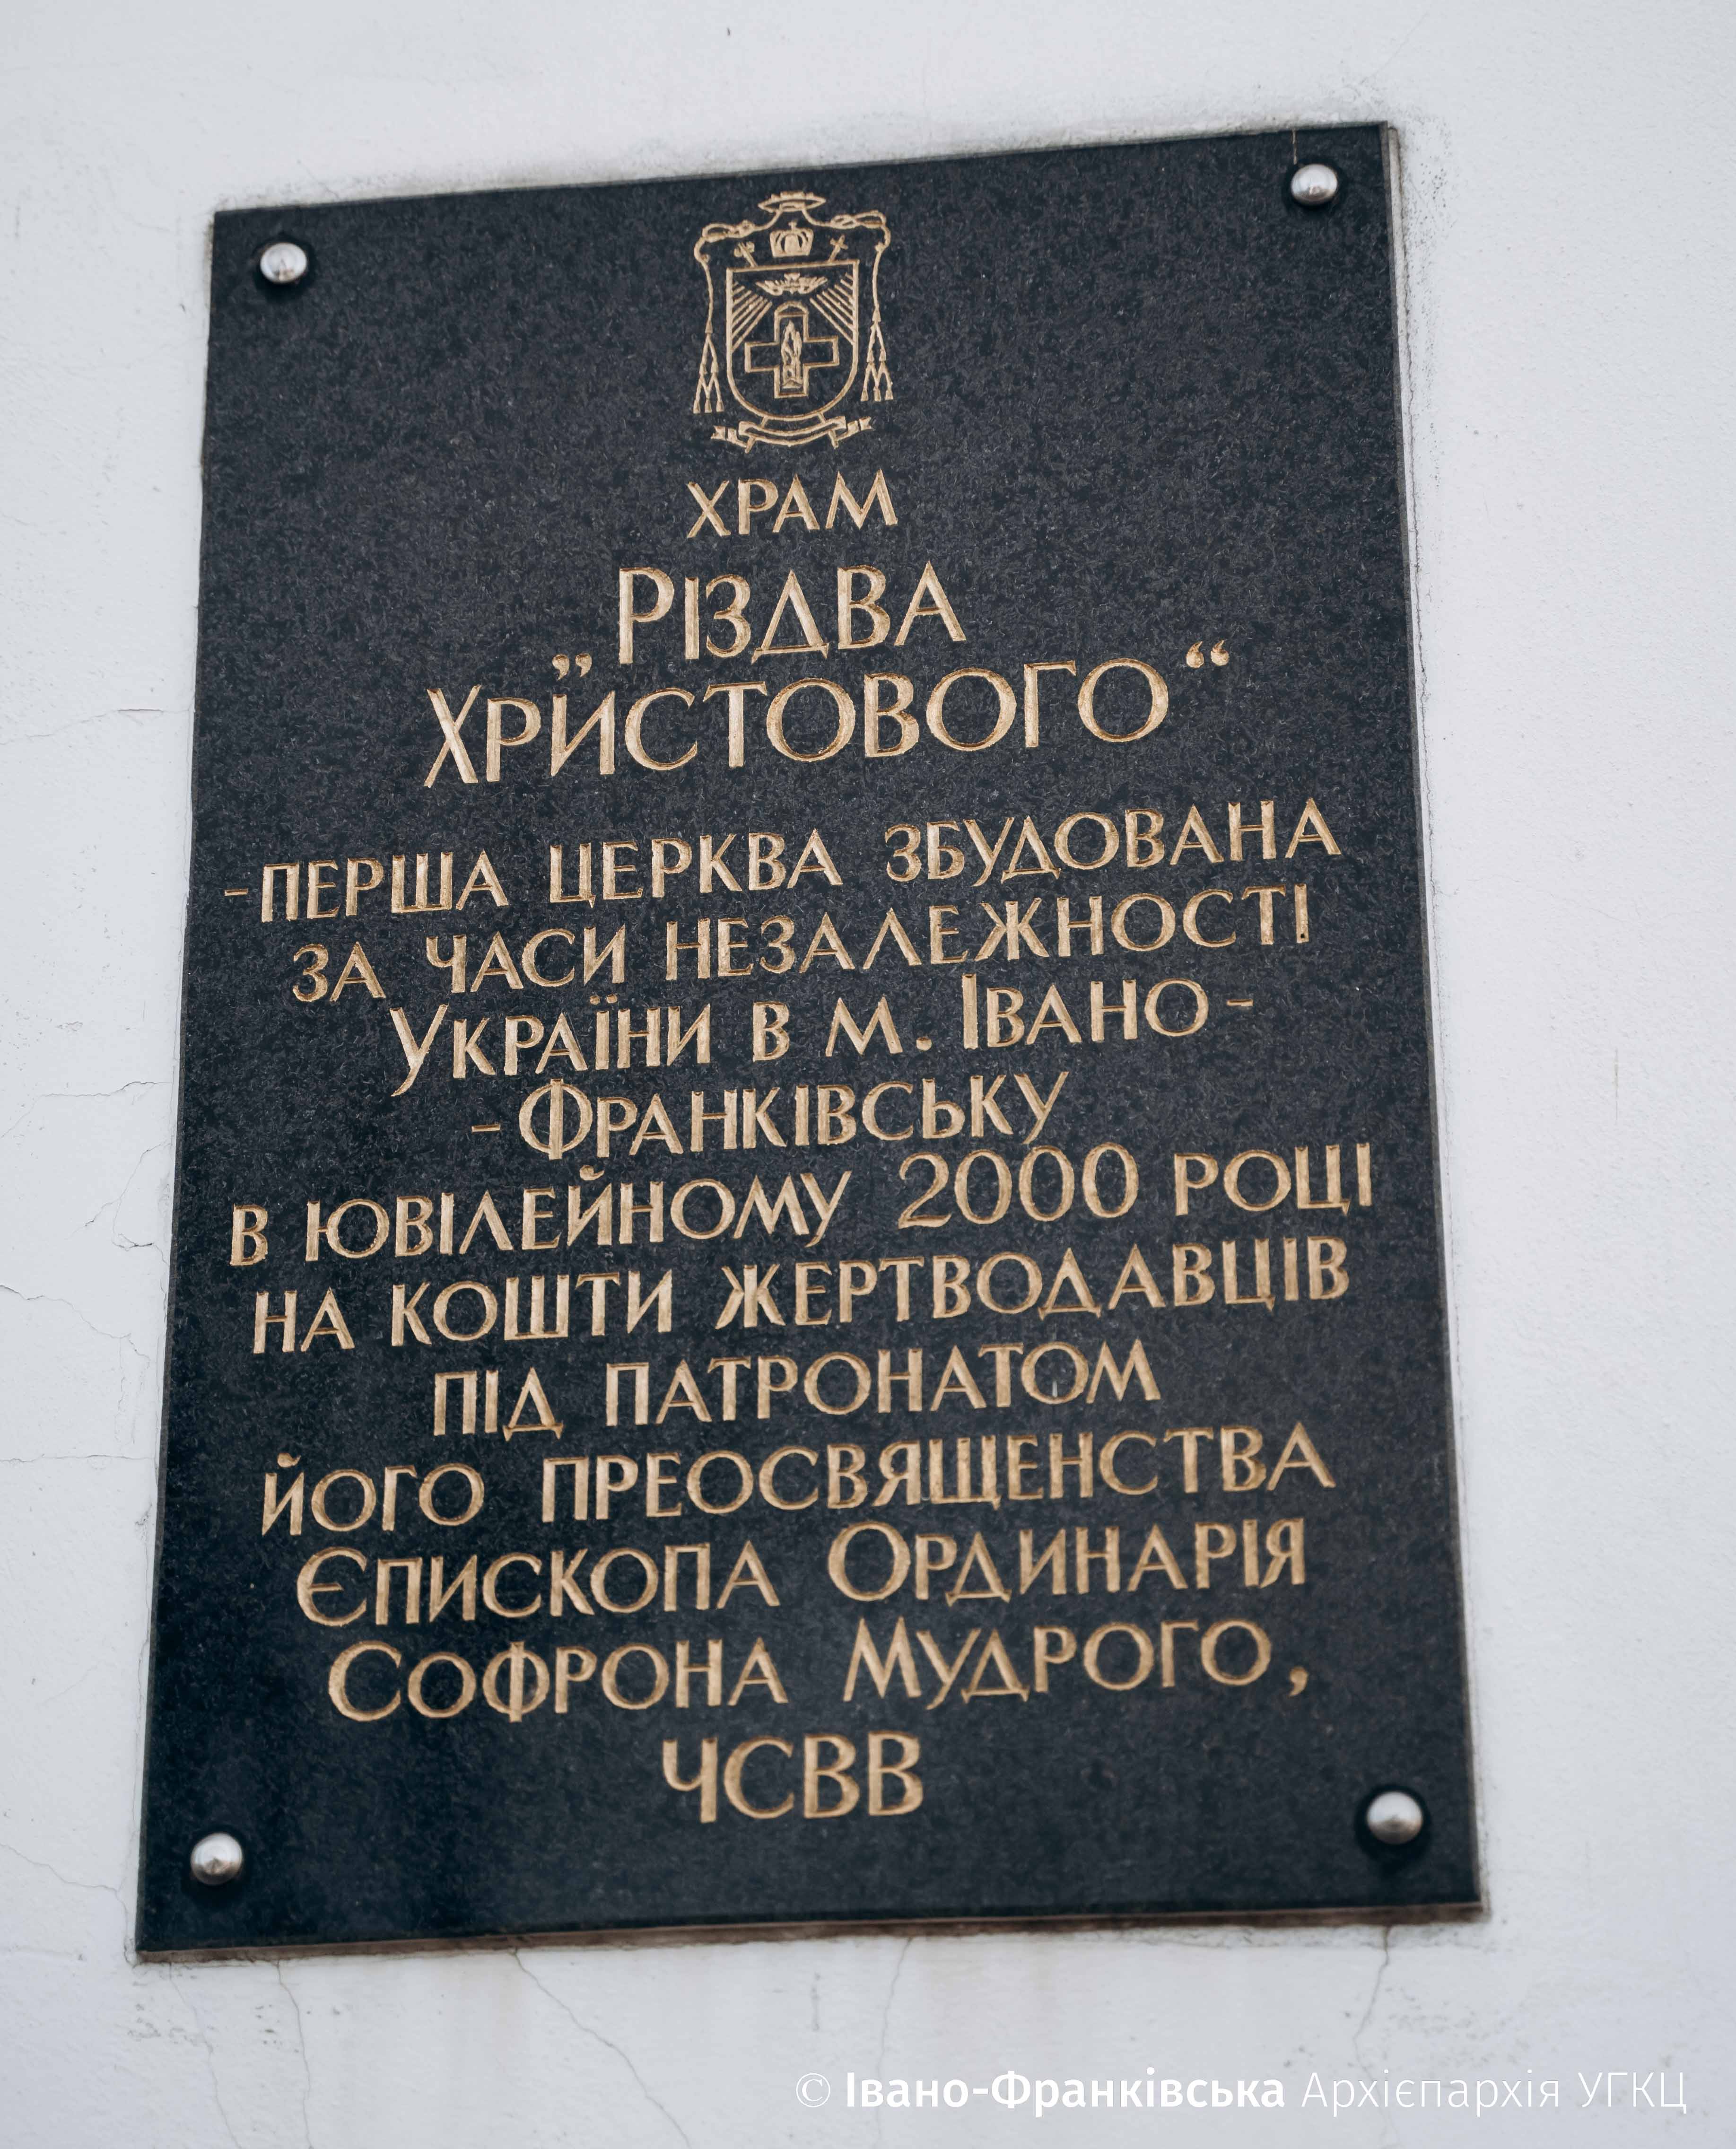 ХРАМ
РІЗДВА
„ХРИСТОВОГО“
-ПЕРША ЦЕРКВА ЗБУДОВАНА
ЗА ЧАСИ НЕЗАЛЕЖНОСТІ
УКРАЇНИ В М. ІВАНО-
-ФРАНКІВСЬКУ
В ЮВІЛЕЙНОМУ 2000 РОЦІ
НА КОШТИ ЖЕРТВОДАВЦІВ
ПІД ПАТРОНАТОМ
ЙОГО ПРЕОСВЯЩЕНСТВА
ЄПИСКОПА ОРДИНАРІЯ
СОФРОНА МУДРОГО,
ЧСВВ
© Івано-Франківська Архієпархія УГКЦ